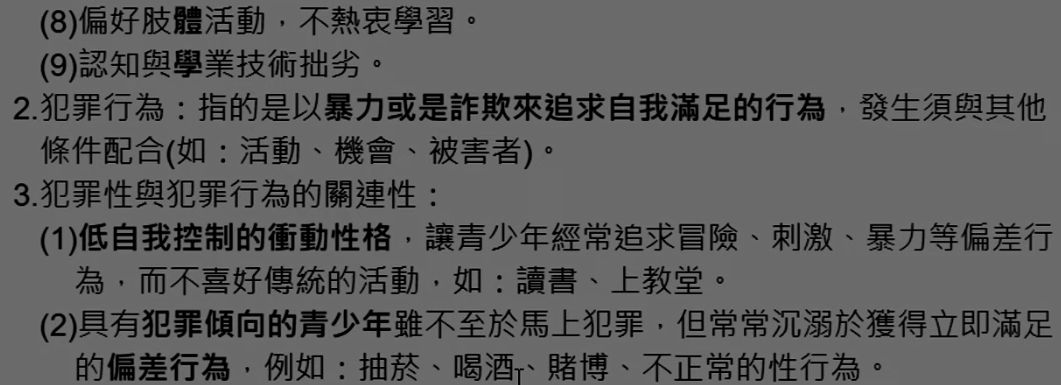 (8)偏好肢體活動，不熱衷學習。
(9)認知與學業技術拙劣。
2.犯罪行為：指的是以暴力或是詐欺來追求自我滿足的行為，發生須與其他
條件配合(如：活動、機會、被害者)。
3.犯罪性與犯罪行為的關連性：
(1)低自我控制的衝動性格，讓青少年經常追求冒險、刺激、暴力等偏差行
為，而不喜好傳統的活動，如：讀書、上教堂。
(2)具有犯罪傾向的青少年雖不至於馬上犯罪，但常常沉溺於獲得立即滿足
的偏差行為，例如：抽菸、喝酒、賭博、不正常的性行為。